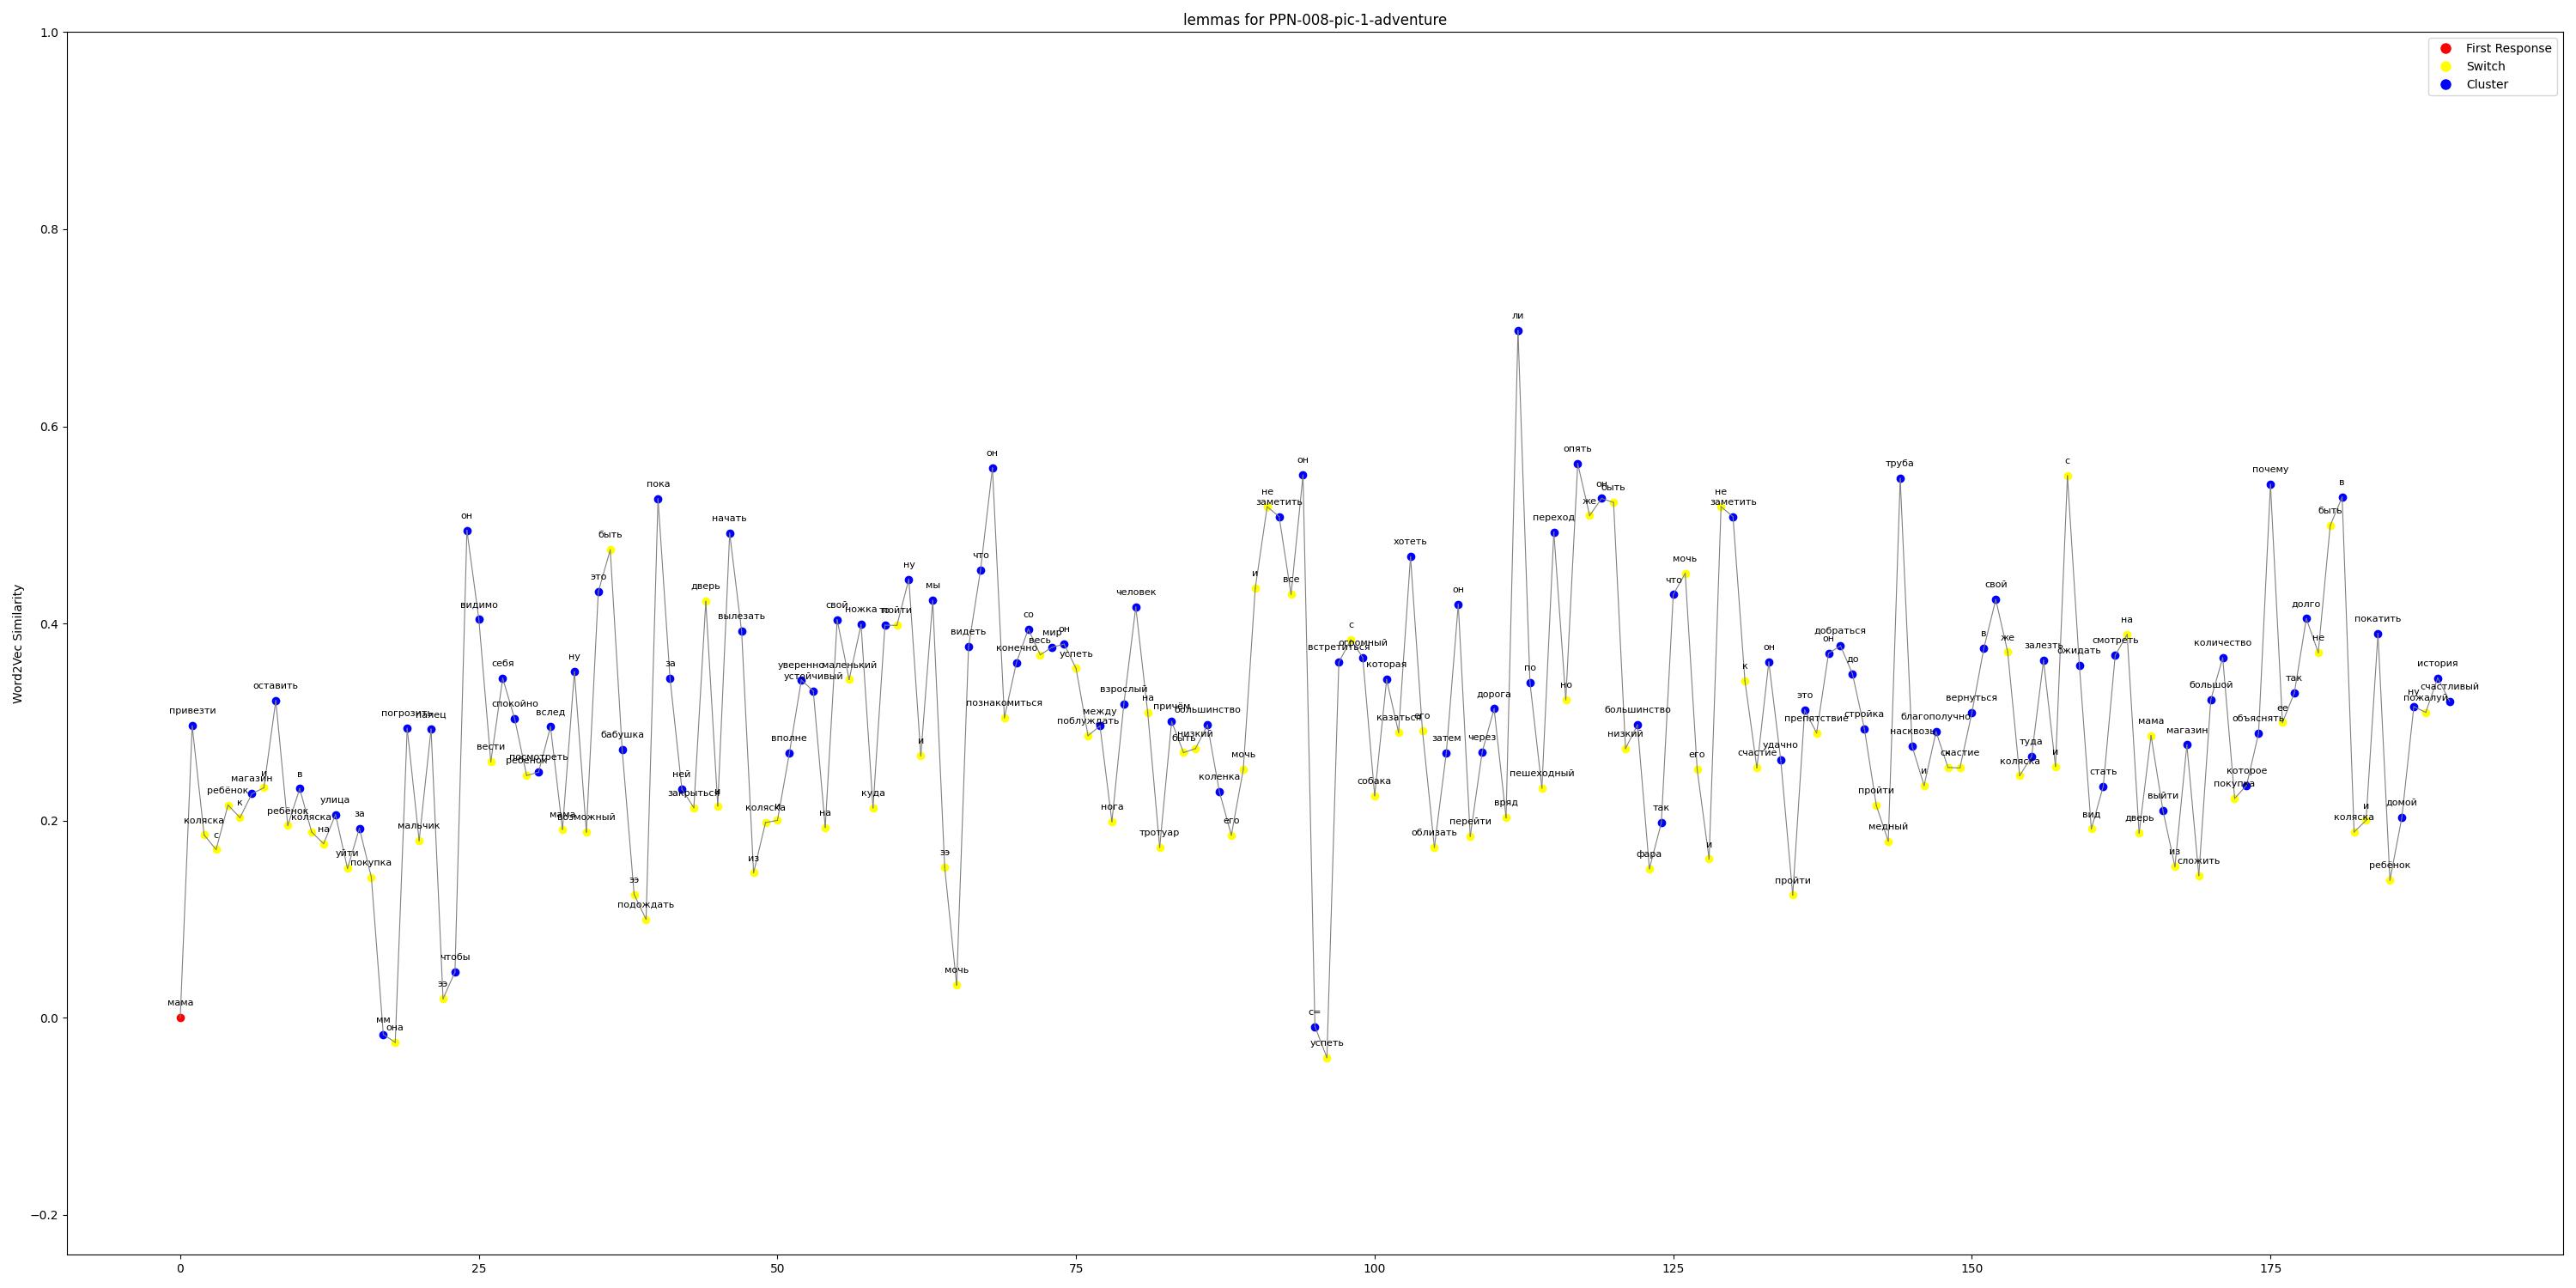 lemmas for PPN-008-pic-1-adventure
First Response
Switch
Cluster
Word2Vec Similarity
1.0
0.8
0.6
0.4
0.2
0.0
−0.2
мама
привезти
коляска
с
ребёнок
к
магазин
и
оставить
ребёнок
в
коляска
на
улица
уйти
за
покупка
мм
она
погрозить
мальчик
палец
ээ
чтобы
он
видимо
вести
себя
спокойно
ребёнок
посмотреть
вслед
мама
ну
возможный
это
быть
бабушка
ээ
подождать
пока
за
ней
закрыться
дверь
и
начать
вылезать
из
коляска
и
вполне
уверенно
устойчивый
на
свой
маленький
ножка
куда
то
пойти
ну
и
мы
ээ
мочь
видеть
что
он
познакомиться
конечно
со
весь
мир
он
успеть
поблуждать
между
нога
взрослый
человек
на
тротуар
причём
быть
низкий
большинство
коленка
его
мочь
и
не
заметить
все
он
с=
успеть
встретиться
с
огромный
собака
которая
казаться
хотеть
его
облизать
затем
он
перейти
через
дорога
вряд
ли
по
пешеходный
переход
но
опять
же
он
быть
низкий
большинство
фара
так
что
мочь
его
и
не
заметить
к
счастие
он
удачно
пройти
это
препятствие
он
добраться
до
стройка
пройти
медный
труба
насквозь
и
благополучно
счастие
вернуться
в
свой
же
коляска
туда
залезть
и
с
ожидать
вид
стать
смотреть
на
дверь
мама
выйти
из
магазин
сложить
большой
количество
покупка
которое
объяснять
почему
ее
так
долго
не
быть
в
коляска
и
покатить
ребёнок
домой
ну
пожалуй
история
счастливый
0
25
50
75
100
125
150
175